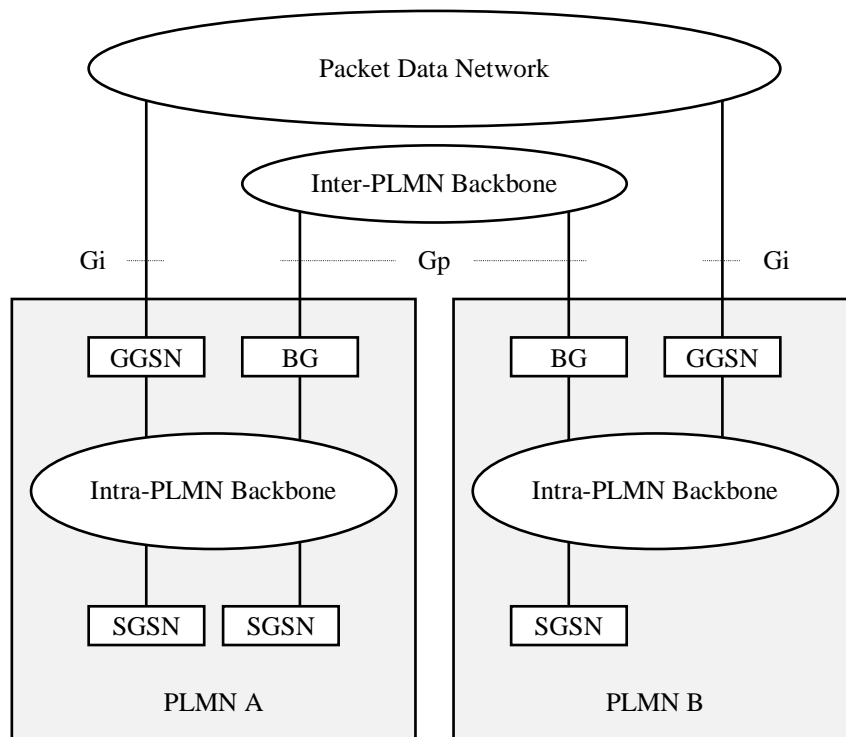 Packet Data Network
Inter-PLMN Backbone
Gi Gp Gi
GGSN BG BG GGSN
Intra-PLMN Backbone Intra-PLMN Backbone
SGSN SGSN SGSN
PLMN A PLMN B